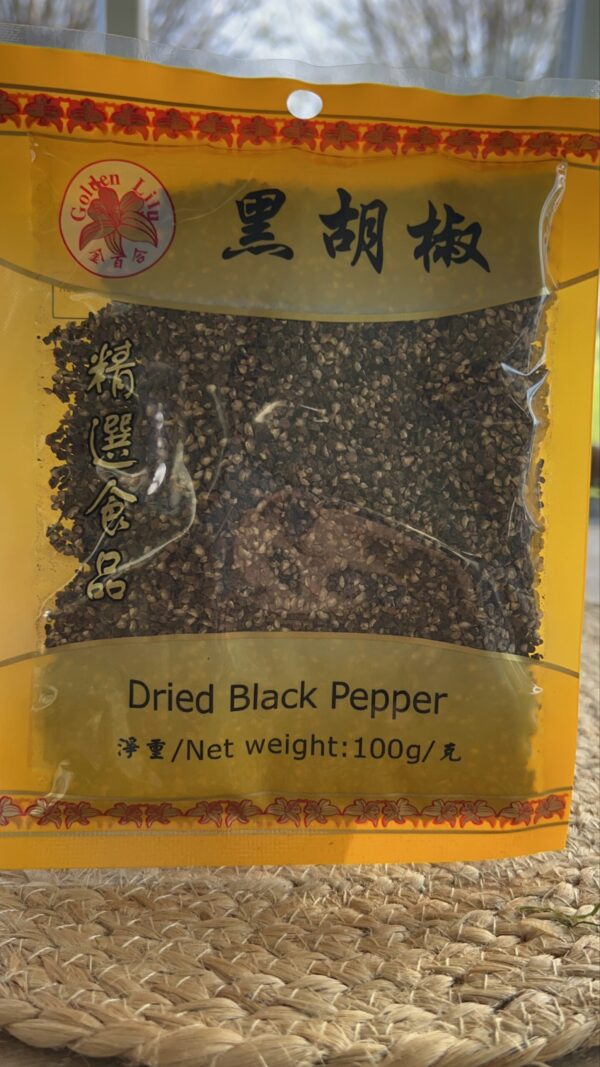 Golden Lily
金百合
黑胡椒
精選食品
Dried Black Pepper
淨重/Net weight:100g/克